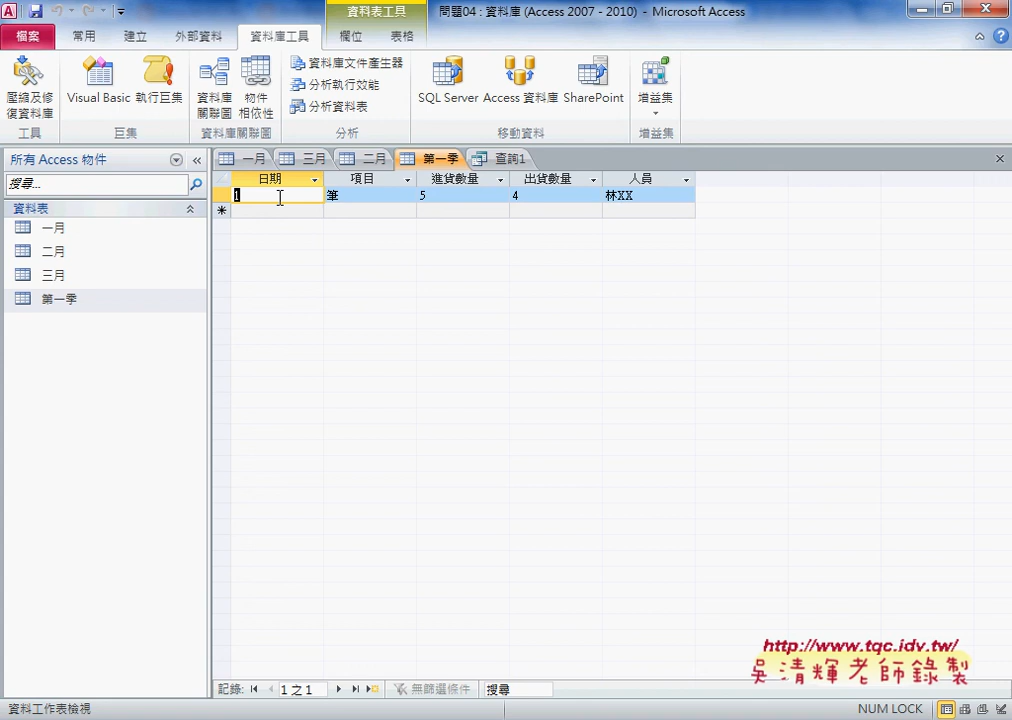 資料表工具
問題04 : 資料庫 (Access 2007 - 2010) - Microsoft Access
檔案 常用 建立 外部資料 資料庫工具 欄位 表格
壓縮及修復資料庫
Visual Basic 執行巨集
資料庫關聯圖
物件相依性
資料庫文件產生器
分析執行效能
分析資料表
SQL Server Access 資料庫 SharePoint
增益集
工具 巨集 資料庫關聯圖 分析 移動資料 增益集
所有 Access 物件
搜尋...
資料表
一月
二月
三月
第一季
一月 三月 二月 第一季 查詢1
日期 項目 進貨數量 出貨數量 人員
1 筆 5 4 林XX
http://www.tqc.idv.tw/
吳清輝老師錄製
記錄: 1 之 1 無篩選條件 搜尋
資料工作表檢視 NUM LOCK